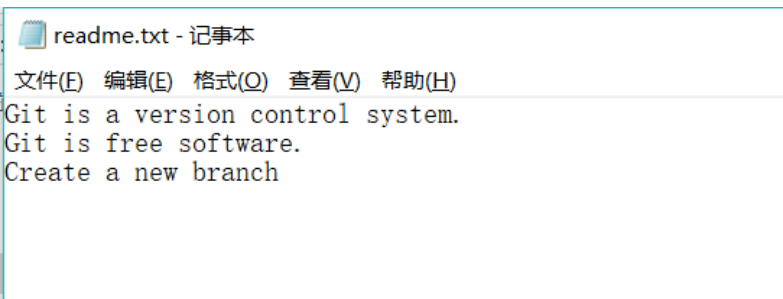 readme.txt - 记事本
文件(F) 编辑(E) 格式(O) 查看(V) 帮助(H)
Git is a version control system.
Git is free software.
Create a new branch